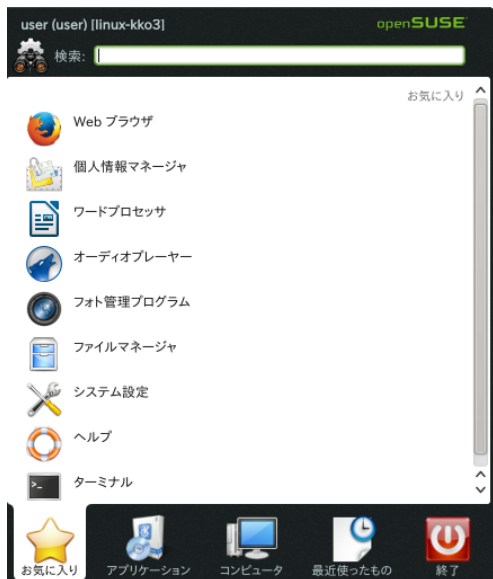 user (user) [linux-kko3]
openSUSE
検索:
お気に入り
Web ブラウザ
個人情報マネージャ
ワードプロセッサ
オーディオプレーヤー
フォト管理プログラム
ファイルマネージャ
システム設定
ヘルプ
ターミナル
お気に入り
アプリケーション
コンピュータ
最近使ったもの
終了